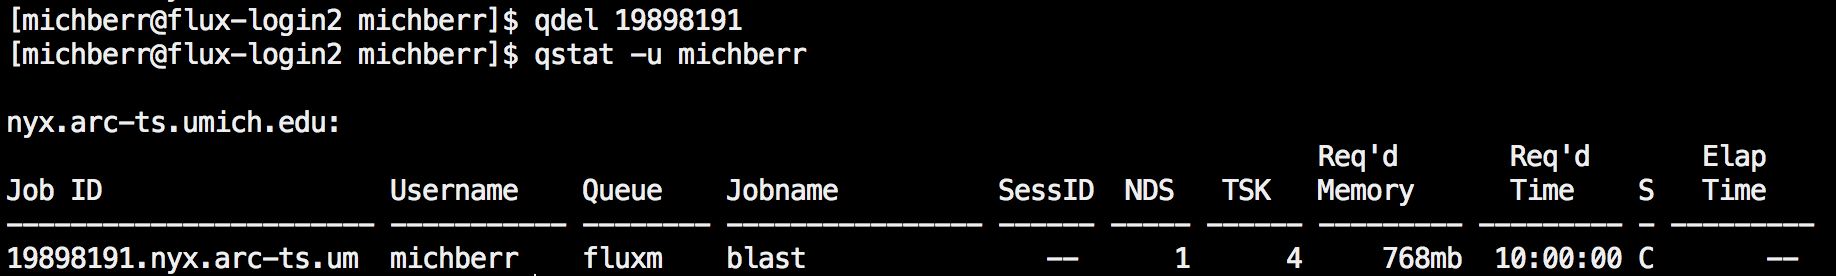 [michberr@flux-login2 michberr]$ qdel 19898191
[michberr@flux-login2 michberr]$ qstat -u michberr
nyx.arc-ts.umich.edu:
                                                                                  Req'd       Req'd       Elap
Job ID                  Username    Queue    Jobname          SessID  NDS   TSK   Memory      Time    S   Time
----------------------- ----------- -------- ---------------- ------ ----- ------ --------- --------- - ---------
19898191.nyx.arc-ts.um  michberr    fluxm    blast               --      1      4     768mb  10:00:00 C       --